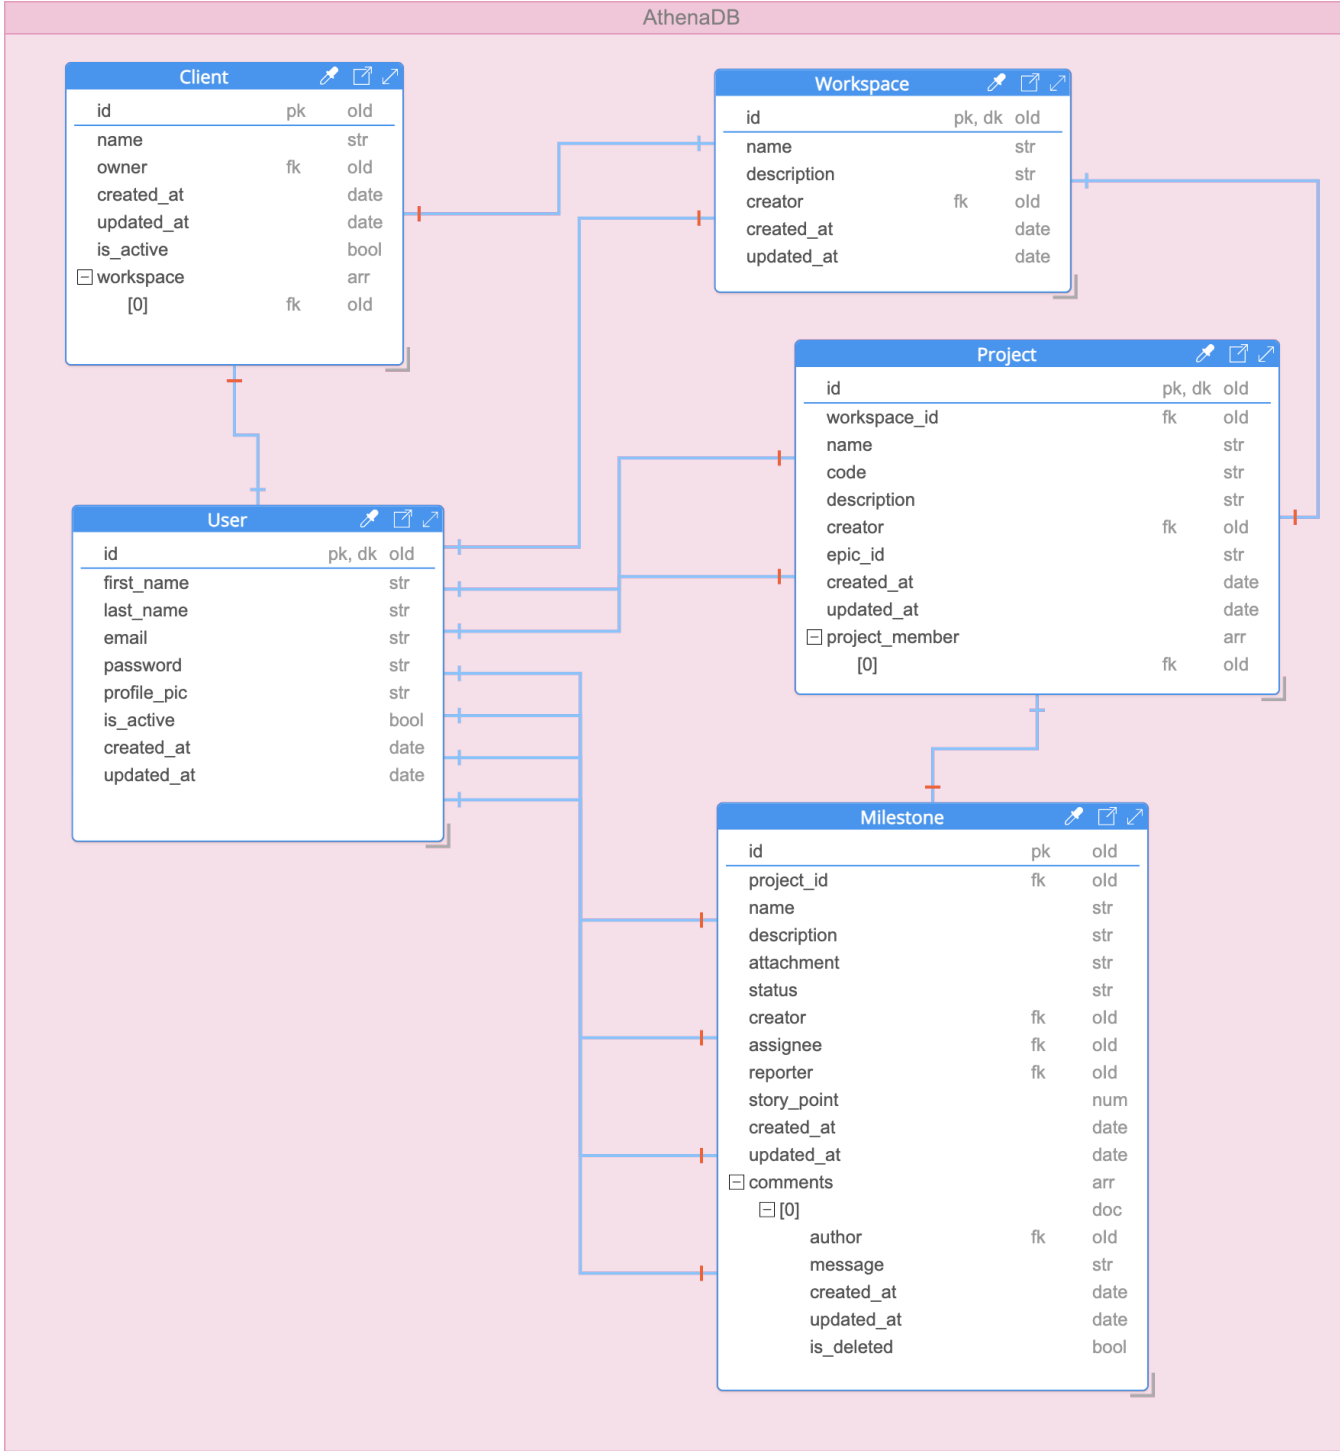 AthenaDB
Client
id pk oId
name str
owner fk oId
created_at date
updated_at date
is_active bool
workspace arr
[0] fk oId
Workspace
id pk, dk oId
name str
description str
creator fk oId
created_at date
updated_at date
Project
id pk, dk oId
workspace_id fk oId
name str
code str
description str
creator fk oId
epic_id str
created_at date
updated_at date
project_member arr
[0] fk oId
User
id pk, dk oId
first_name str
last_name str
email str
password str
profile_pic str
is_active bool
created_at date
updated_at date
Milestone
id pk oId
project_id fk oId
name str
description str
attachment str
status str
creator fk oId
assignee fk oId
reporter fk oId
story_point num
created_at date
updated_at date
comments arr
[0] doc
author fk oId
message str
created_at date
updated_at date
is_deleted bool